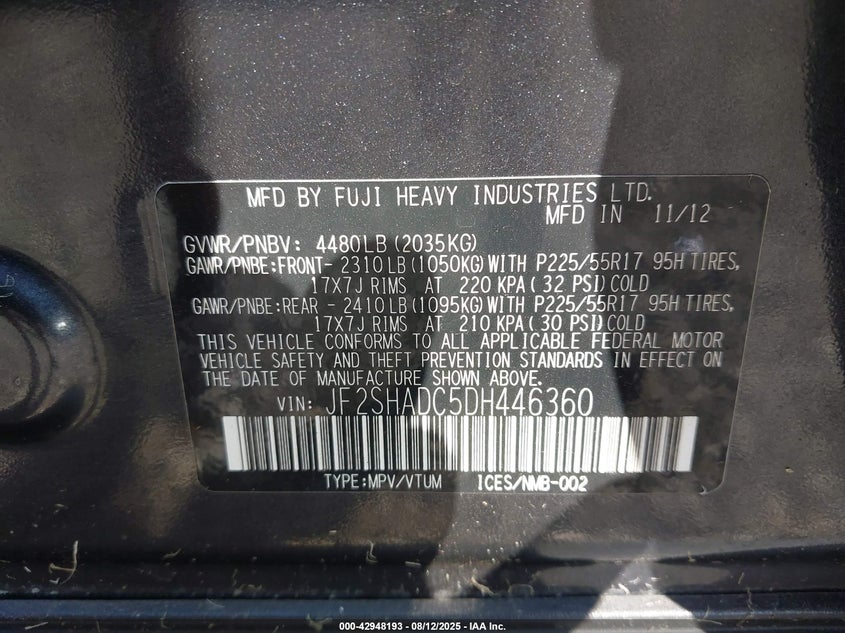 MFD BY FUJI HEAVY INDUSTRIES LTD.
MFD IN 11/12
GVWR/PNBV: 4480LB (2035KG)
GAWR/PNBE:FRONT- 2310LB (1050KG) WITH P225/55R17 95H TIRES,
17X7J RIMS AT 220 KPA ( 32 PSI) COLD
GAWR/PNBE:REAR - 2410LB (1095KG) WITH P225/55R17 95H TIRES,
17X7J RIMS AT 210 KPA ( 30 PSI) COLD
THIS VEHICLE CONFORMS TO ALL APPLICABLE FEDERAL MOTOR
VEHICLE SAFETY AND THEFT PREVENTION STANDARDS IN EFFECT ON
THE DATE OF MANUFACTURE SHOWN ABOVE.
VIN: JF2SHADC5DH446360
TYPE:MPV/VTUM ICES/NMB-002
000-42948193 - 08/12/2025 - IAA Inc.